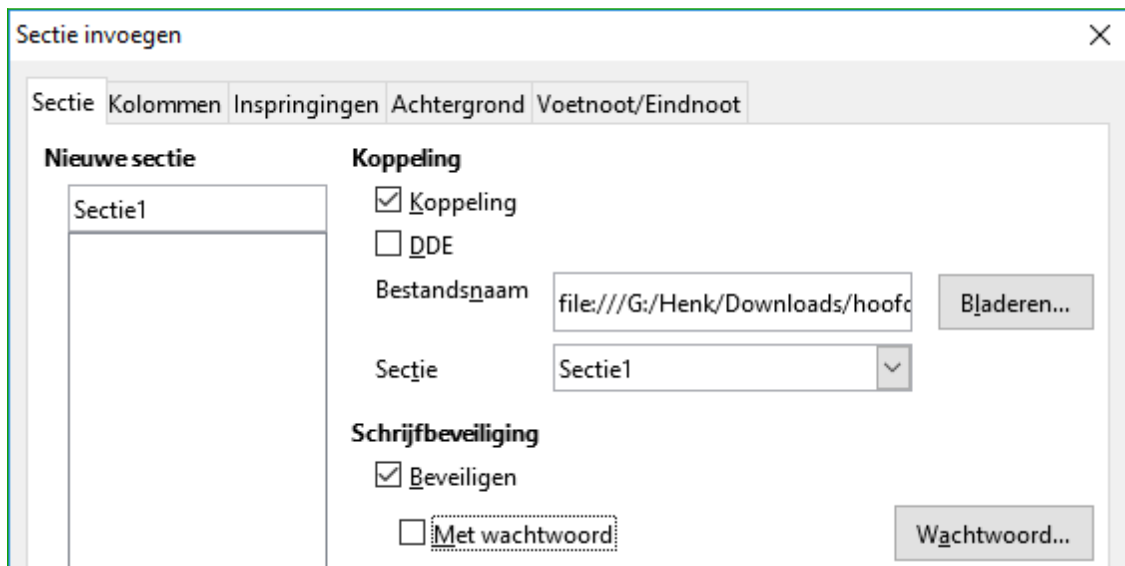 Sectie invoegen
Sectie Kolommen Inspringingen Achtergrond Voetnoot/Eindnoot
Nieuwe sectie
Sectie1
Koppeling
Koppeling
DDE
Bestandsnaam file:///G:/Henk/Downloads/hoofd Bladeren...
Sectie Sectie1
Schrijfbeveiliging
Beveiligen
Met wachtwoord Wachtwoord...